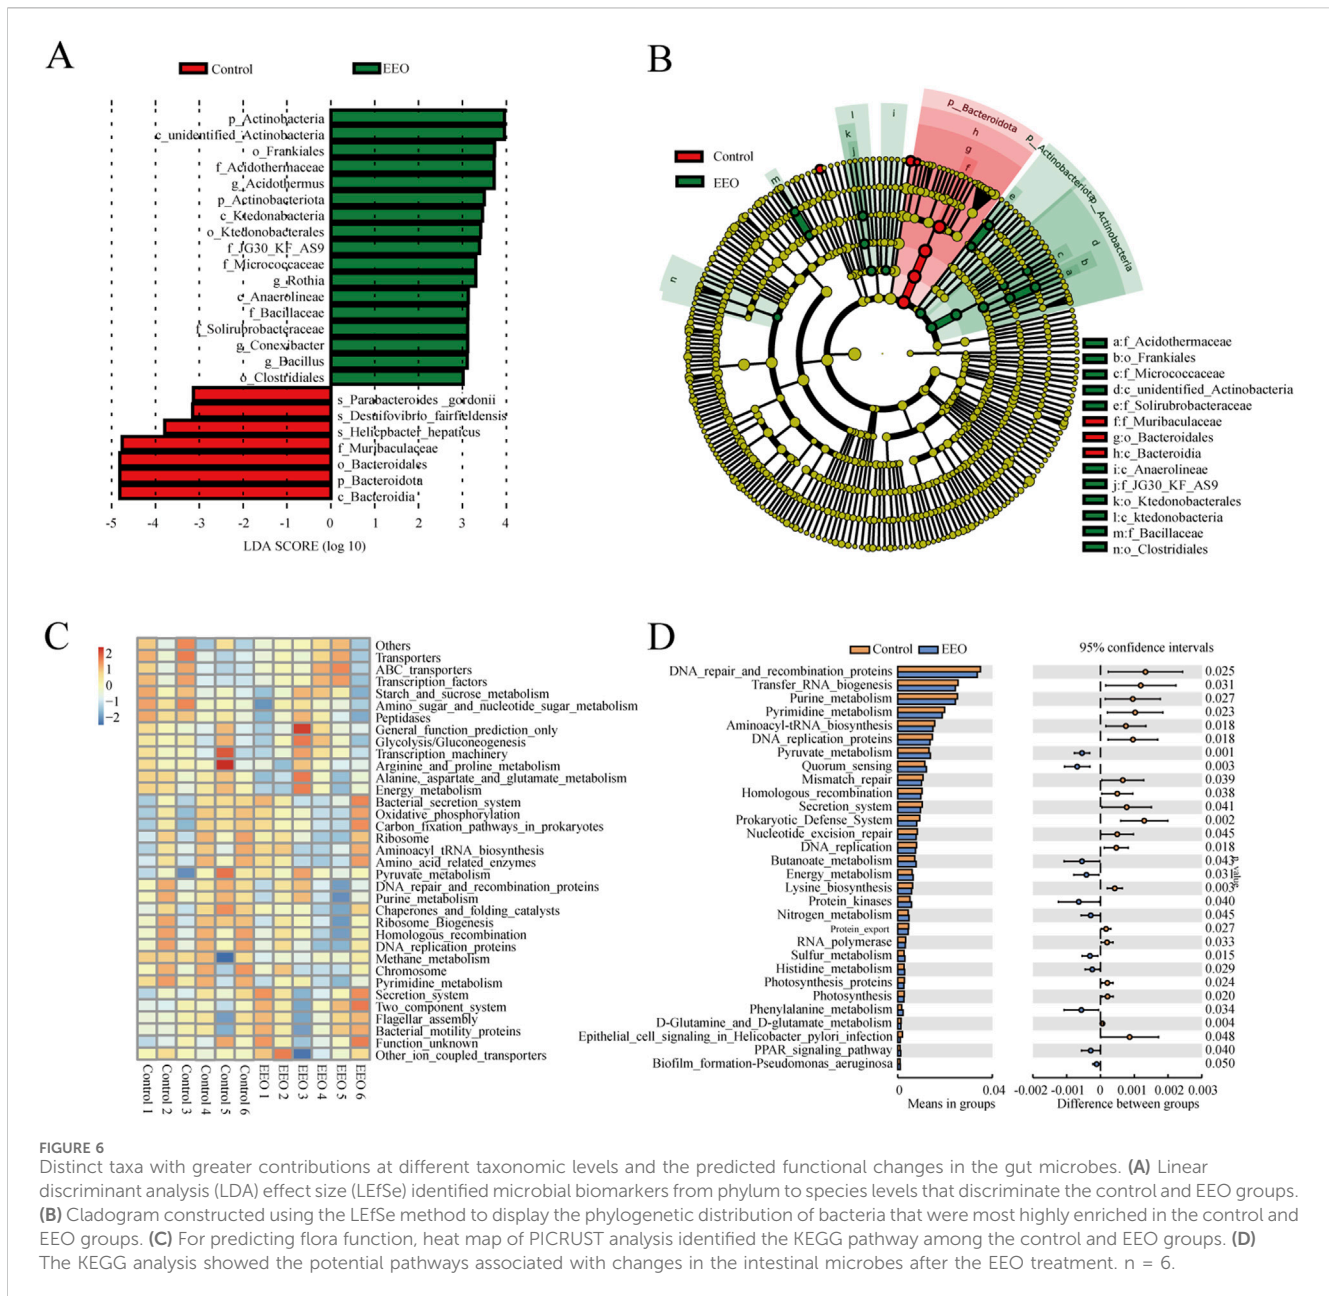 A
Control
EEO
p_Actinobacteria
c_unidentified_Actinobacteria
o_Frankiales
f_Acidothermaceae
g_Acidothermus
p_Actinobacteriota
c_Ktedonabacteria
o_Ktedonobacterales
f_JG30_KF_AS9
f_Micrococcaceae
g_Rothia
c_Anaerolineae
f_Bacillaceae
f_Solirubrobacteraceae
g_Conexibacter
g_Bacillus
o_Clostridiales
s_Parabacteroides_gordonii
s_Desulfovibrio_fairfieldensis
s_Helicpbacter_hepaticus
f_Muribaculaceae
o_Bacteroidales
p_Bacteroidota
c_Bacteroidia
-5 -4 -3 -2 -1 0 1 2 3 4
LDA SCORE (log 10)
B
Control
EEO
p__Bacteroidota
p__Actinobacteriota
p__Actinobacteria
l
k
j
i
h
g
f
e
m
n
d
b
c
a
a:f_Acidothermaceae
b:o_Frankiales
c:f_Micrococcaceae
d:c_unidentified_Actinobacteria
e:f_Solirubrobacteraceae
f:f_Muribaculaceae
g:o_Bacteroidales
h:c_Bacteroidia
i:c_Anaerolineae
j:f_JG30_KF_AS9
k:o_Ktedonobacterales
l:c_ktedonobacteria
m:f_Bacillaceae
n:o_Clostridiales
C
2
1
0
−1
−2
Others
Transporters
ABC_transporters
Transcription_factors
Starch_and_sucrose_metabolism
Amino_sugar_and_nucleotide_sugar_metabolism
Peptidases
General_function_prediction_only
Glycolysis/Gluconeogenesis
Transcription_machinery
Arginine_and_proline_metabolism
Alanine,_aspartate_and_glutamate_metabolism
Energy_metabolism
Bacterial_secretion_system
Oxidative_phosphorylation
Carbon_fixation_pathways_in_prokaryotes
Ribosome
Aminoacyl_tRNA_biosynthesis
Amino_acid_related_enzymes
Pyruvate_metabolism
DNA_repair_and_recombination_proteins
Purine_metabolism
Chaperones_and_folding_catalysts
Ribosome_Biogenesis
Homologous_recombination
DNA_replication_proteins
Methane_metabolism
Chromosome
Pyrimidine_metabolism
Secretion_system
Two_component_system
Flagellar_assembly
Bacterial_motility_proteins
Function_unknown
Other_ion_coupled_transporters
Control 1
Control 2
Control 3
Control 4
Control 5
Control 6
EEO 1
EEO 2
EEO 3
EEO 4
EEO 5
EEO 6
D
Control EEO
95% confidence intervals
DNA_repair_and_recombination_proteins 0.025
Transfer_RNA_biogenesis 0.031
Purine_metabolism 0.027
Pyrimidine_metabolism 0.023
Aminoacyl-tRNA_biosynthesis 0.018
DNA_replication_proteins 0.018
Pyruvate_metabolism 0.001
Quorum_sensing 0.003
Mismatch_repair 0.039
Homologous_recombination 0.038
Secretion_system 0.041
Prokaryotic_Defense_System 0.002
Nucleotide_excision_repair 0.045
DNA_replication 0.018
Butanoate_metabolism 0.043
Energy_metabolism 0.031
Lysine_biosynthesis 0.003
Protein_kinases 0.040
Nitrogen_metabolism 0.045
Protein_export 0.027
RNA_polymerase 0.033
Sulfur_metabolism 0.015
Histidine_metabolism 0.029
Photosynthesis_proteins 0.024
Photosynthesis 0.020
Phenylalanine_metabolism 0.034
D-Glutamine_and_D-glutamate_metabolism 0.004
Epithelial_cell_signaling_in_Helicobacter_pylori_infection 0.048
PPAR_signaling_pathway 0.040
Biofilm_formation-Pseudomonas_aeruginosa 0.050
p value
0 0.04
Means in groups
-0.002 -0.001 0 0.001 0.002 0.003
Difference between groups
FIGURE 6
Distinct taxa with greater contributions at different taxonomic levels and the predicted functional changes in the gut microbes. (A) Linear
discriminant analysis (LDA) effect size (LEfSe) identified microbial biomarkers from phylum to species levels that discriminate the control and EEO groups.
(B) Cladogram constructed using the LEfSe method to display the phylogenetic distribution of bacteria that were most highly enriched in the control and
EEO groups. (C) For predicting flora function, heat map of PICRUST analysis identified the KEGG pathway among the control and EEO groups. (D)
The KEGG analysis showed the potential pathways associated with changes in the intestinal microbes after the EEO treatment. n = 6.